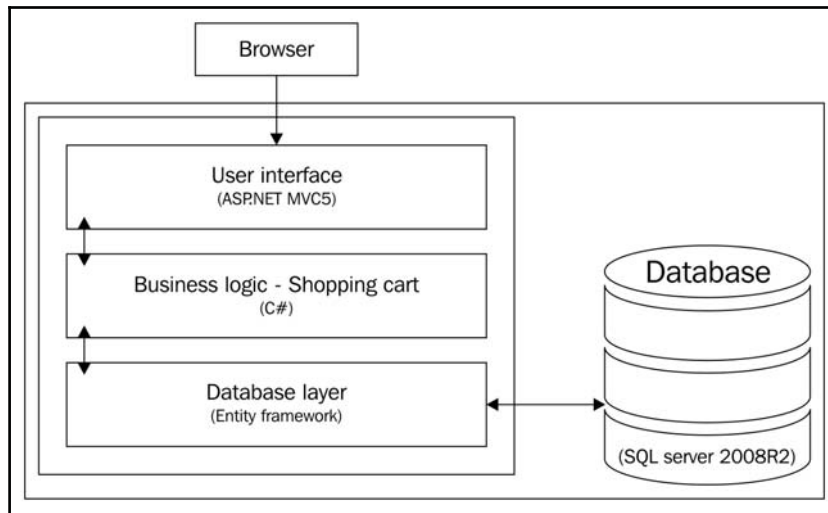 Browser
User interface
(ASP.NET MVC5)
Business logic - Shopping cart
(C#)
Database layer
(Entity framework)
Database
(SQL server 2008R2)